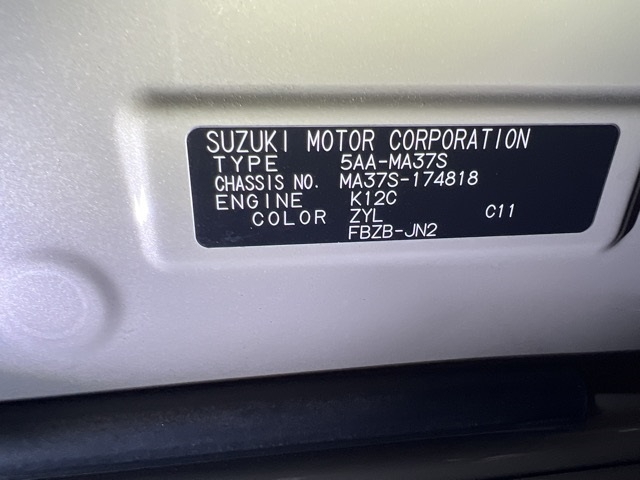 SUZUKI MOTOR CORPORATION
TYPE 5AA-MA37S
CHASSIS NO. MA37S-174818
ENGINE K12C
COLOR ZYL C11
FBZB-JN2